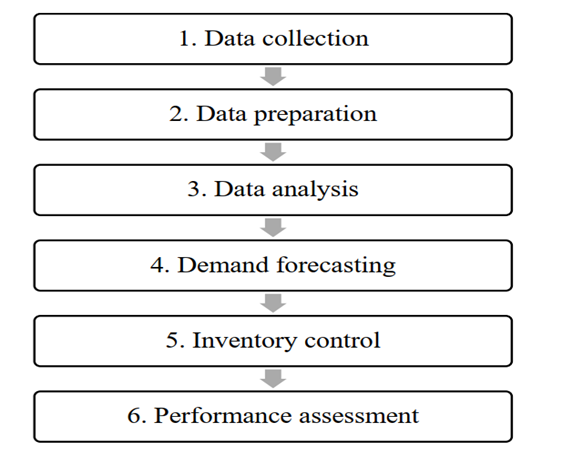 1. Data collection
2. Data preparation
3. Data analysis
4. Demand forecasting
5. Inventory control
6. Performance assessment